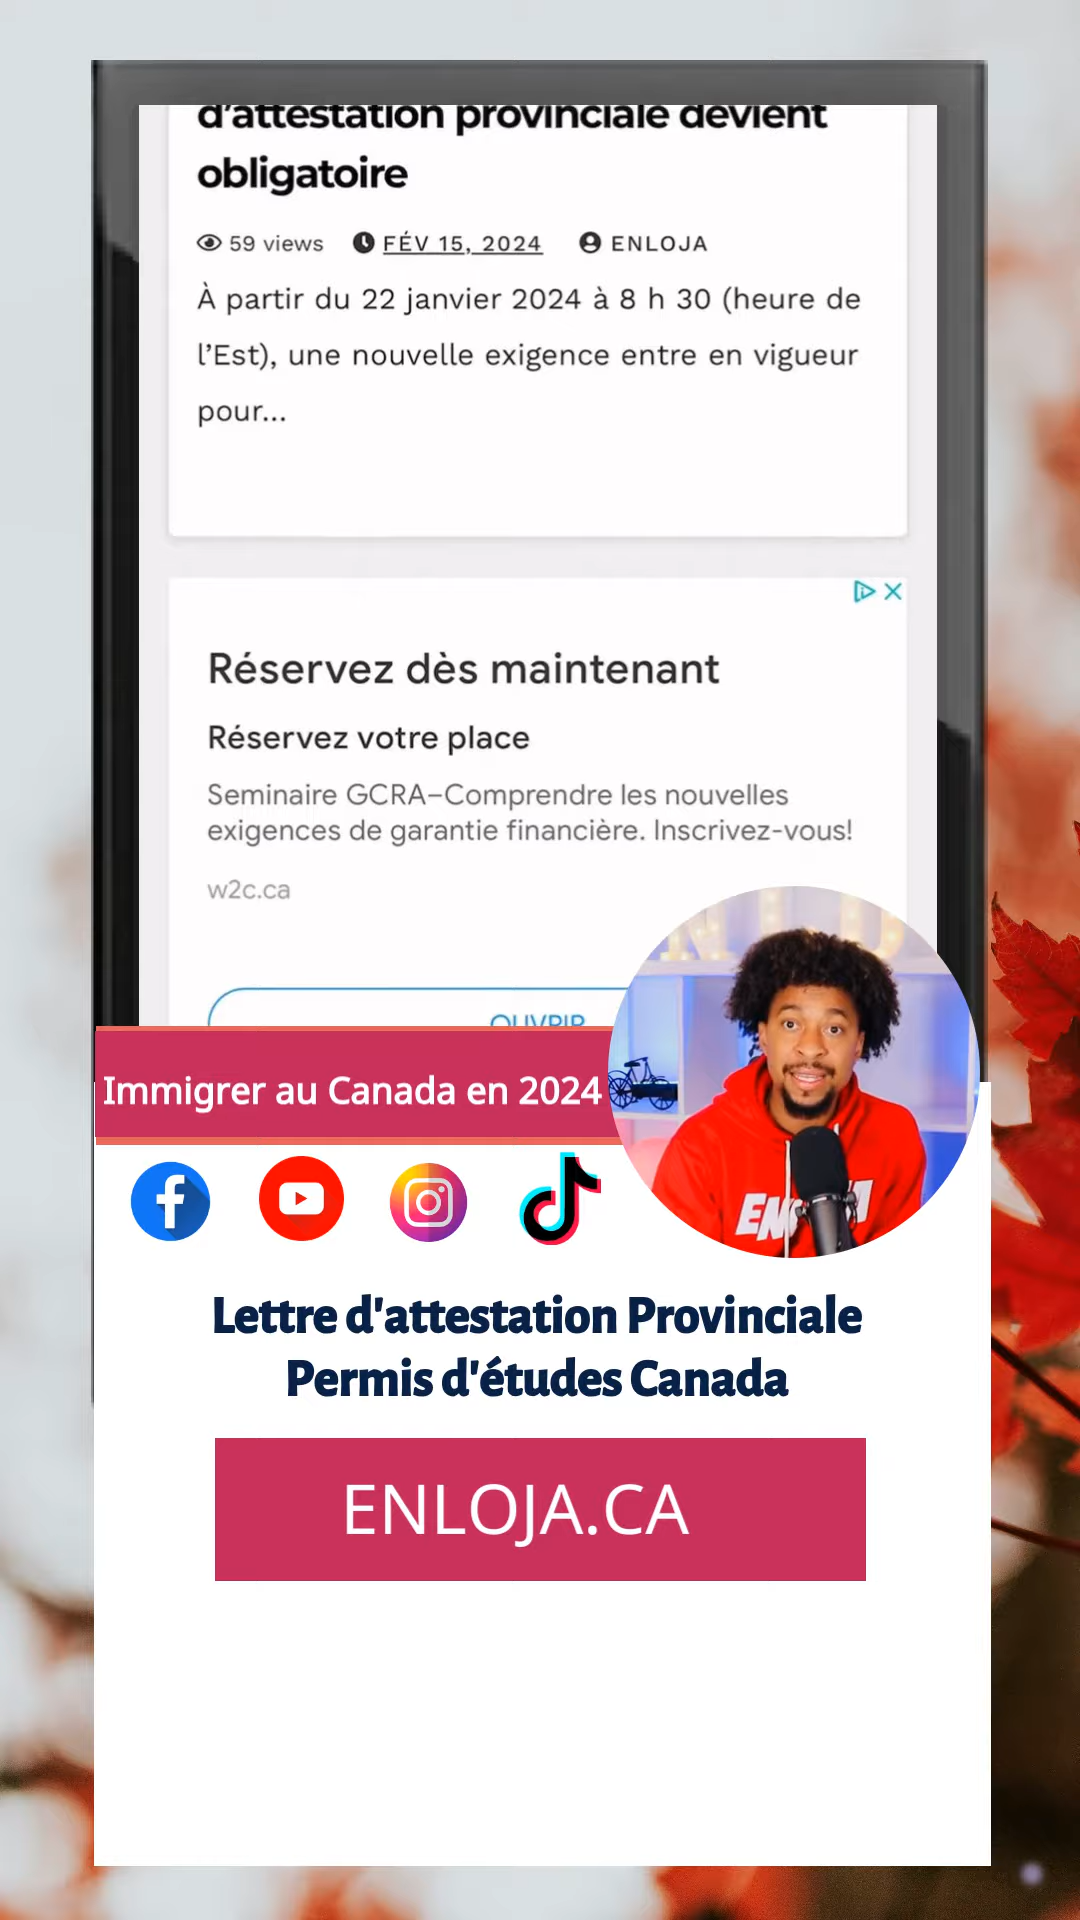 d'attestation provinciale devient
obligatoire
59 views FÉV 15, 2024 ENLOJA
À partir du 22 janvier 2024 à 8 h 30 (heure de
l’Est), une nouvelle exigence entre en vigueur
pour...
Réservez dès maintenant
Réservez votre place
Seminaire GCRA–Comprendre les nouvelles
exigences de garantie financière. Inscrivez-vous!
w2c.ca
OUVRIR
Immigrer au Canada en 2024
Lettre d'attestation Provinciale
Permis d'études Canada
ENLOJA.CA